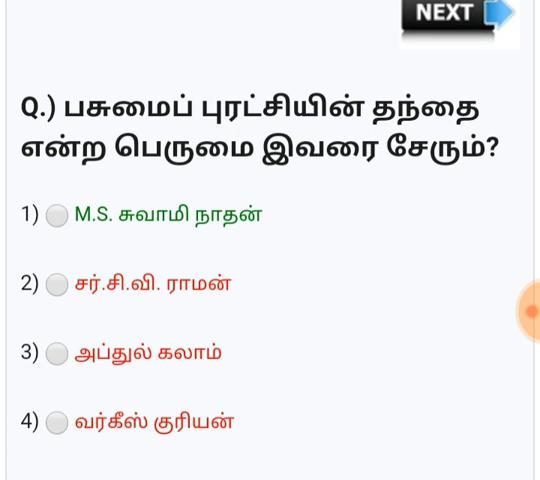 NEXT
Q.) பசுமைப் புரட்சியின் தந்தை
என்ற பெருமை இவரை சேரும்?
1) M.S. சுவாமி நாதன்
2) சர்.சி.வி. ராமன்
3) அப்துல் கலாம்
4) வர்கீஸ் குரியன்